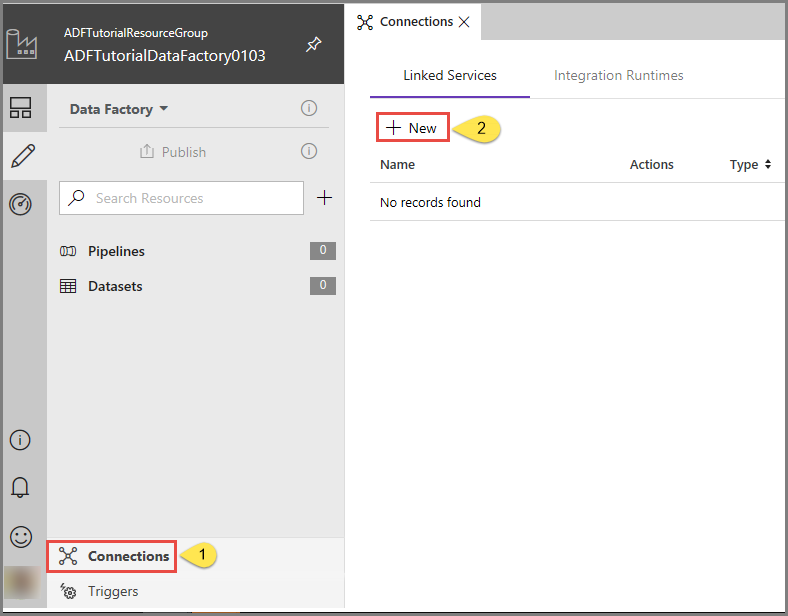 ADFTutorialResourceGroup
ADFTutorialDataFactory0103
Data Factory
Publish
Search Resources
Pipelines 0
Datasets 0
Connections 1
Triggers
Connections
Linked Services Integration Runtimes
New 2
Name Actions Type
No records found